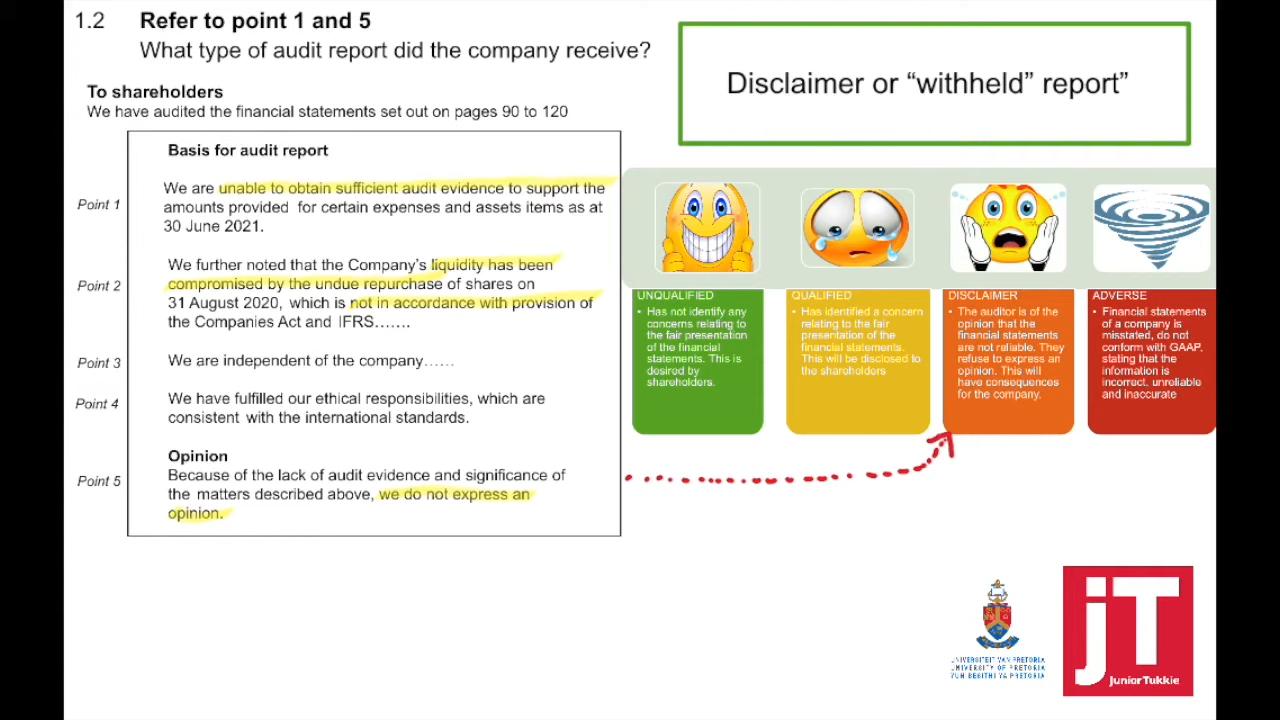 1.2 Refer to point 1 and 5
What type of audit report did the company receive?
Disclaimer or “withheld” report”
To shareholders
We have audited the financial statements set out on pages 90 to 120
Basis for audit report
Point 1
We are unable to obtain sufficient audit evidence to support the
amounts provided for certain expenses and assets items as at
30 June 2021.
Point 2
We further noted that the Company’s liquidity has been
compromised by the undue repurchase of shares on
31 August 2020, which is not in accordance with provision of
the Companies Act and IFRS…….
Point 3
We are independent of the company……
Point 4
We have fulfilled our ethical responsibilities, which are
consistent with the international standards.
Opinion
Point 5
Because of the lack of audit evidence and significance of
the matters described above, we do not express an
opinion.
UNQUALIFIED
• Has not identify any
concerns relating to
the fair presentation
of the financial
statements. This is
desired by
shareholders.
QUALIFIED
• Has identified a concern
relating to the fair
presentation of the
financial statements.
This will be disclosed to
the shareholders
DISCLAIMER
• The auditor is of the
opinion that the
financial statements
are not reliable. They
refuse to express an
opinion. This will
have consequences
for the company.
ADVERSE
• Financial statements
of a company is
misstated, do not
conform with GAAP,
stating that the
information is
incorrect, unreliable
and inaccurate
UNIVERSITEIT VAN PRETORIA
UNIVERSITY OF PRETORIA
YUNIBESITHI YA PRETORIA
jT
JuniorTukkie